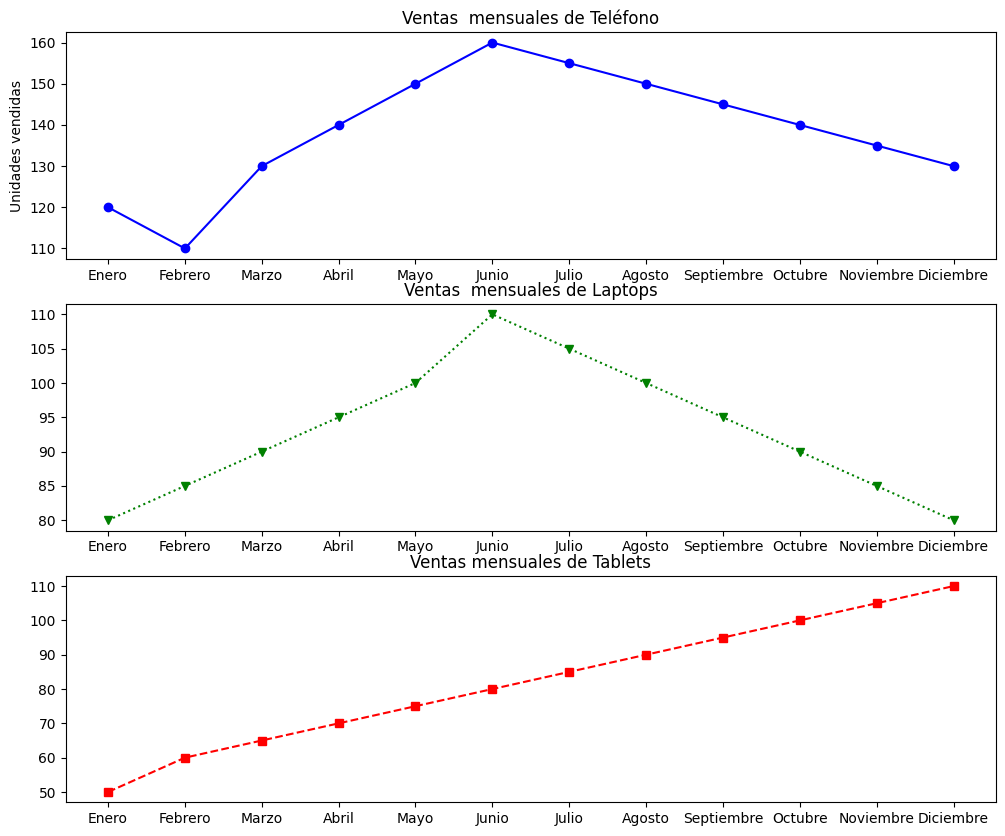 Ventas  mensuales de Teléfono
Unidades vendidas
160
150
140
130
120
110
Enero Febrero Marzo Abril Mayo Junio Julio Agosto Septiembre Octubre Noviembre Diciembre
Ventas  mensuales de Laptops
110
105
100
95
90
85
80
Enero Febrero Marzo Abril Mayo Junio Julio Agosto Septiembre Octubre Noviembre Diciembre
Ventas mensuales de Tablets
110
100
90
80
70
60
50
Enero Febrero Marzo Abril Mayo Junio Julio Agosto Septiembre Octubre Noviembre Diciembre